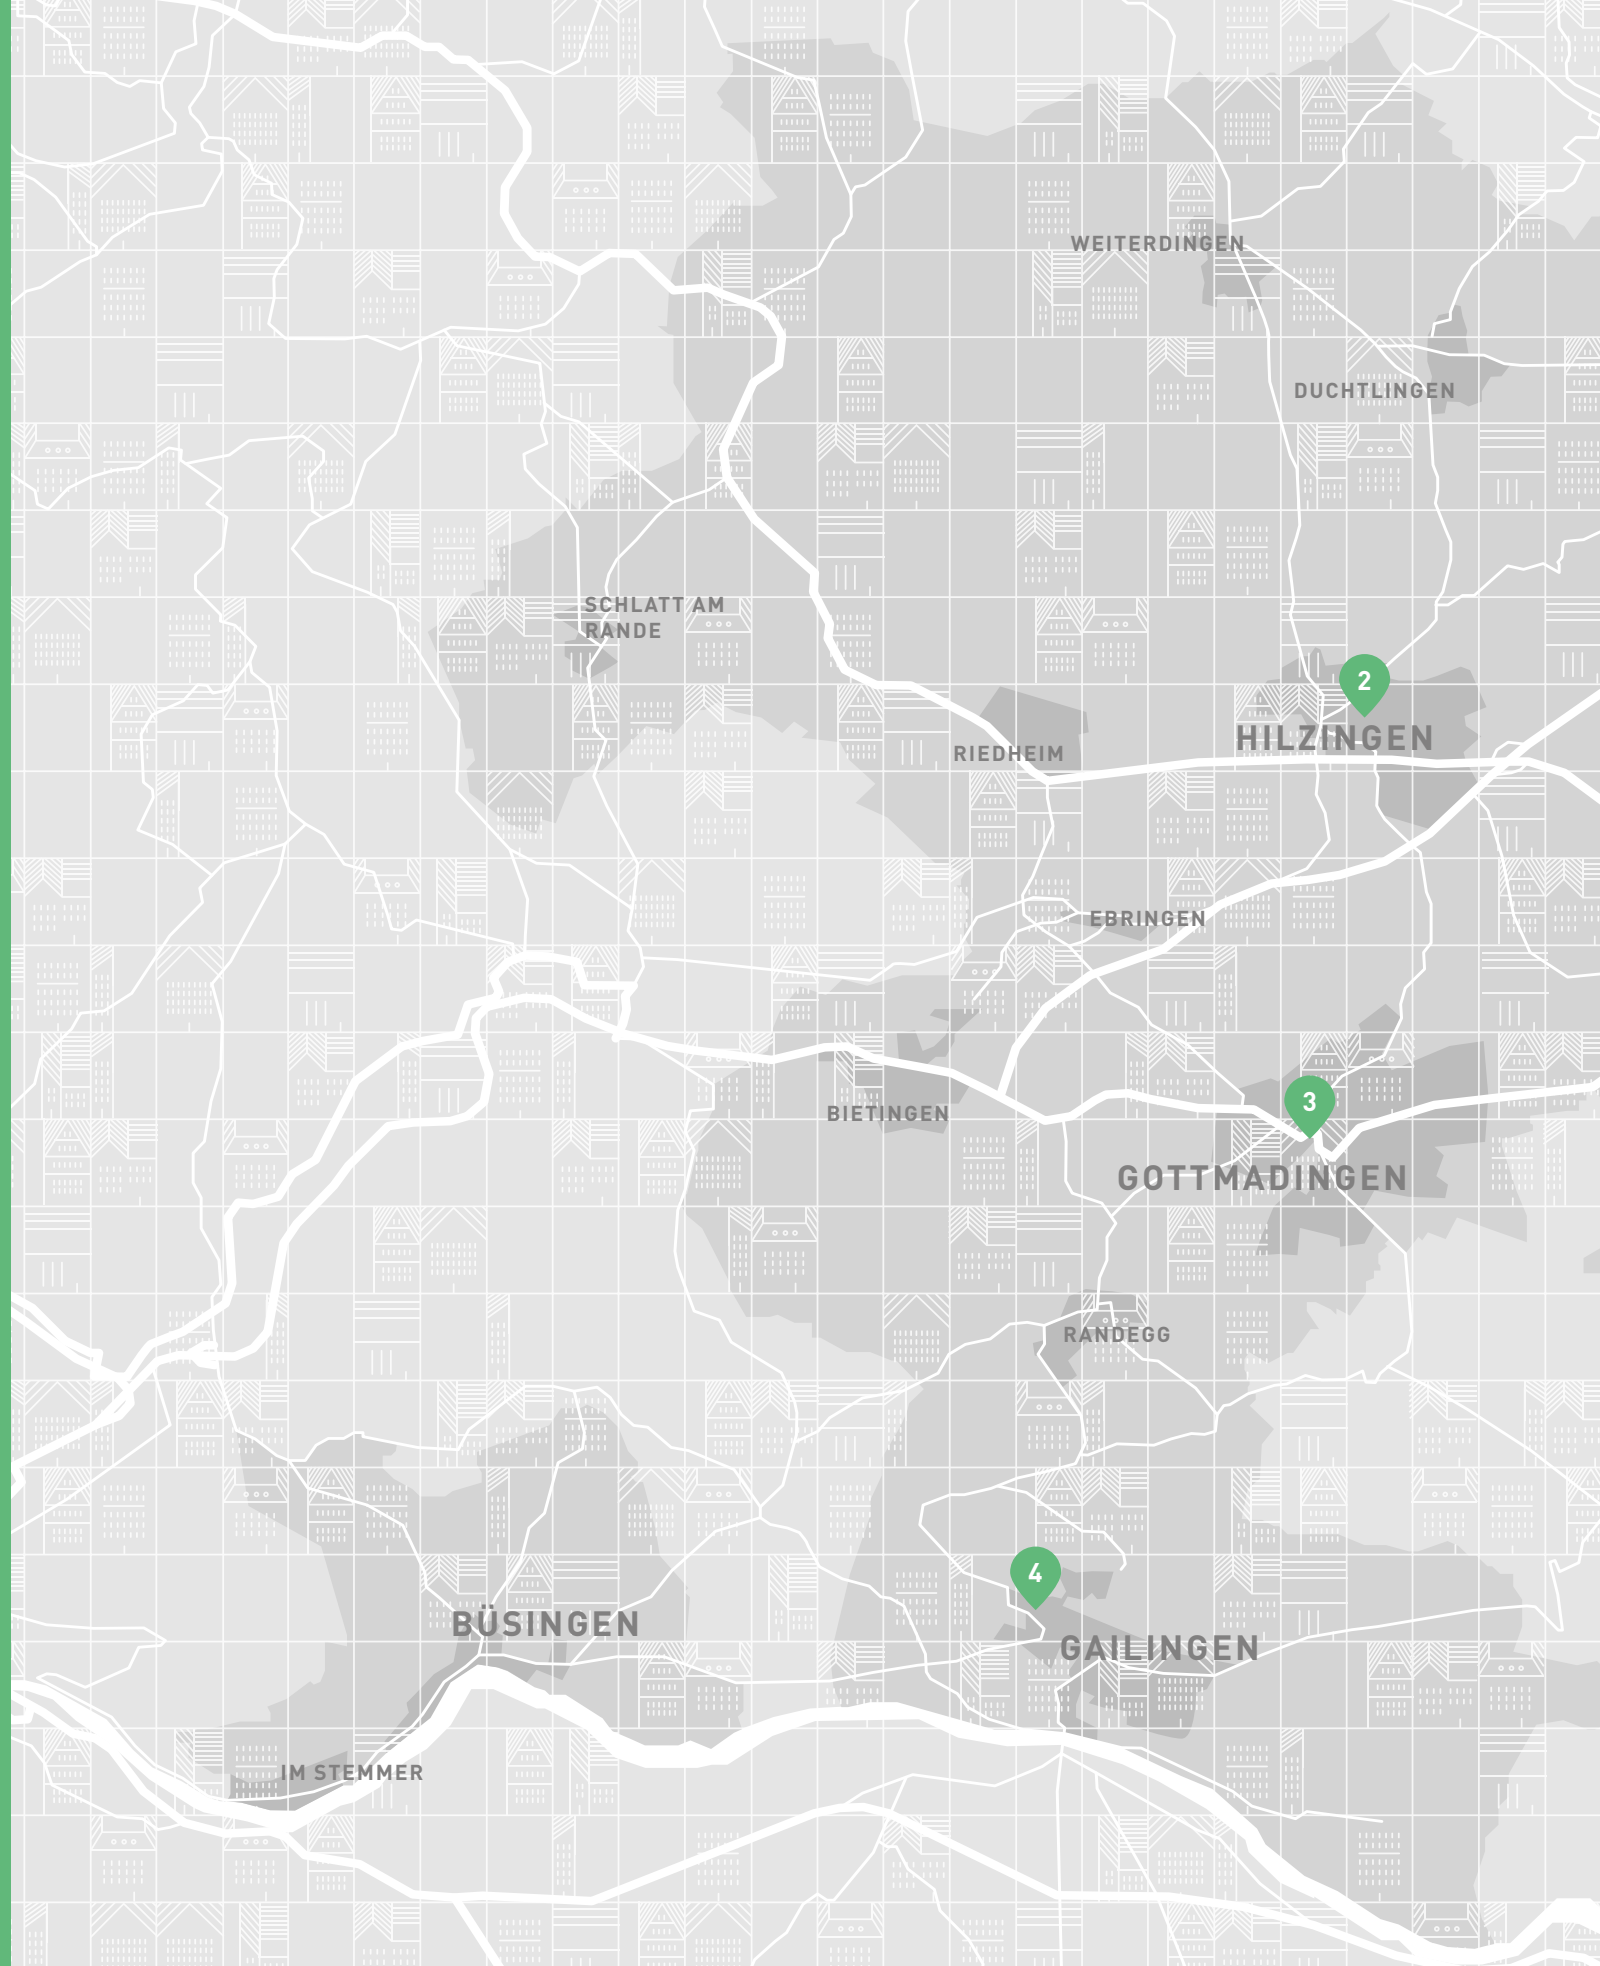 WEITERDINGEN
DUCHTLINGEN
SCHLATT AM
RANDE
2
HILZINGEN
RIEDHEIM
EBRINGEN
3
BIETINGEN
GOTTMADINGEN
RANDEGG
4
BÜSINGEN
GAILINGEN
IM STEMMER